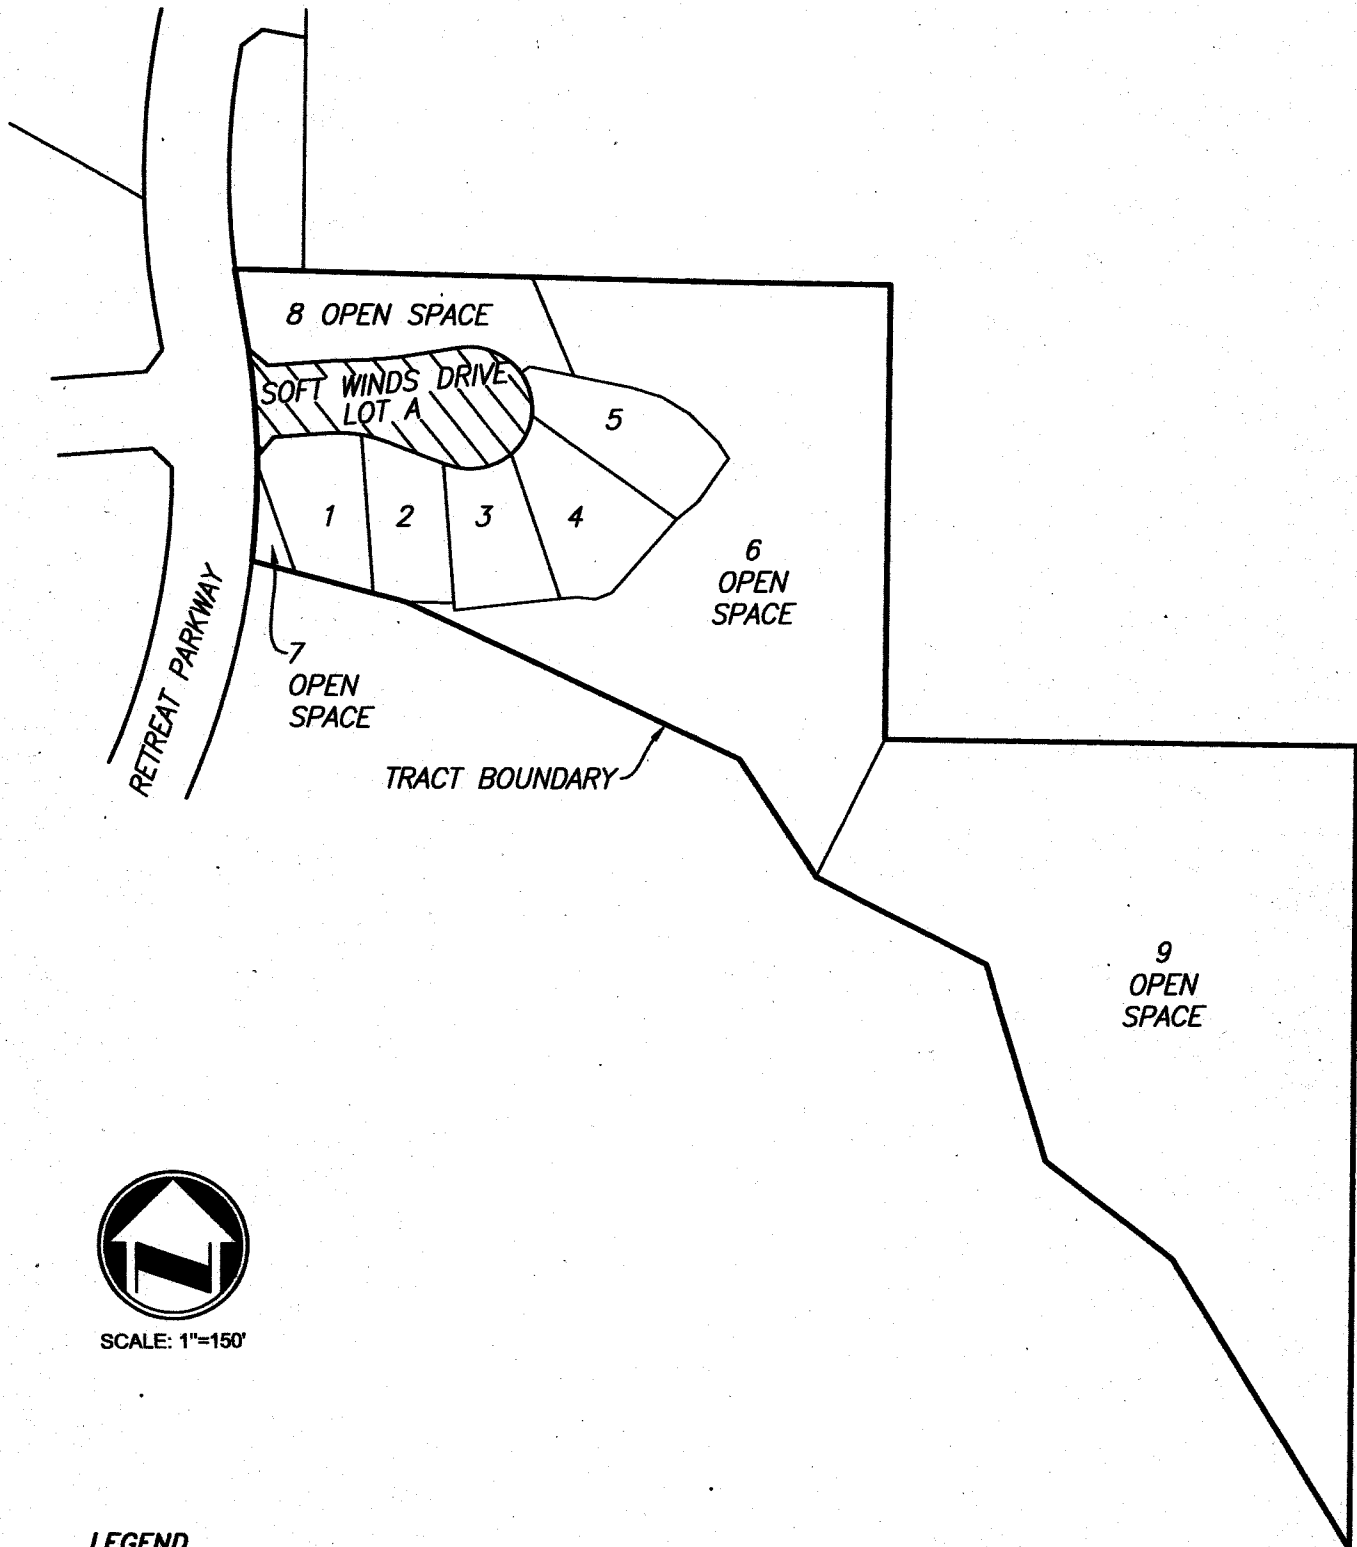 8 OPEN SPACE
SOFT WINDS DRIVE
LOT A
5
1
2
3
4
6
OPEN
SPACE
7
OPEN
SPACE
RETREAT PARKWAY
TRACT BOUNDARY
9
OPEN
SPACE
SCALE: 1"=150'
LEGEND